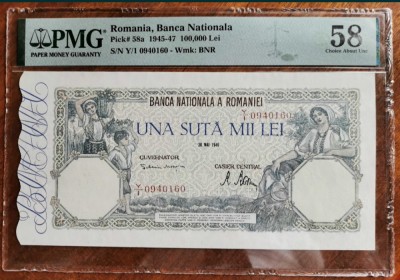 PMG
PAPER MONEY GUARANTY
Romania, Banca Nationala
Pick# 58a 1945-47 100,000 Lei
S/N Y/1 0940160 - Wmk: BNR
58
Choice About Unc
BANCA NATIONALA A ROMANIEI
Y/1 0940160
UNA SUTĂ MII LEI
GUVERNATOR
CASIER CENTRAL
Y/1 0940160